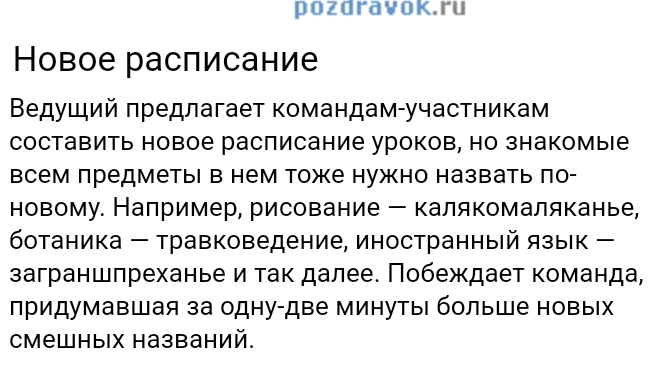 pozdravok.ru
Новое расписание
Ведущий предлагает командам-участникам
составить новое расписание уроков, но знакомые
всем предметы в нем тоже нужно назвать по-
новому. Например, рисование — калякомаляканье,
ботаника — травковедение, иностранный язык —
заграншпреханье и так далее. Побеждает команда,
придумавшая за одну-две минуты больше новых
смешных названий.